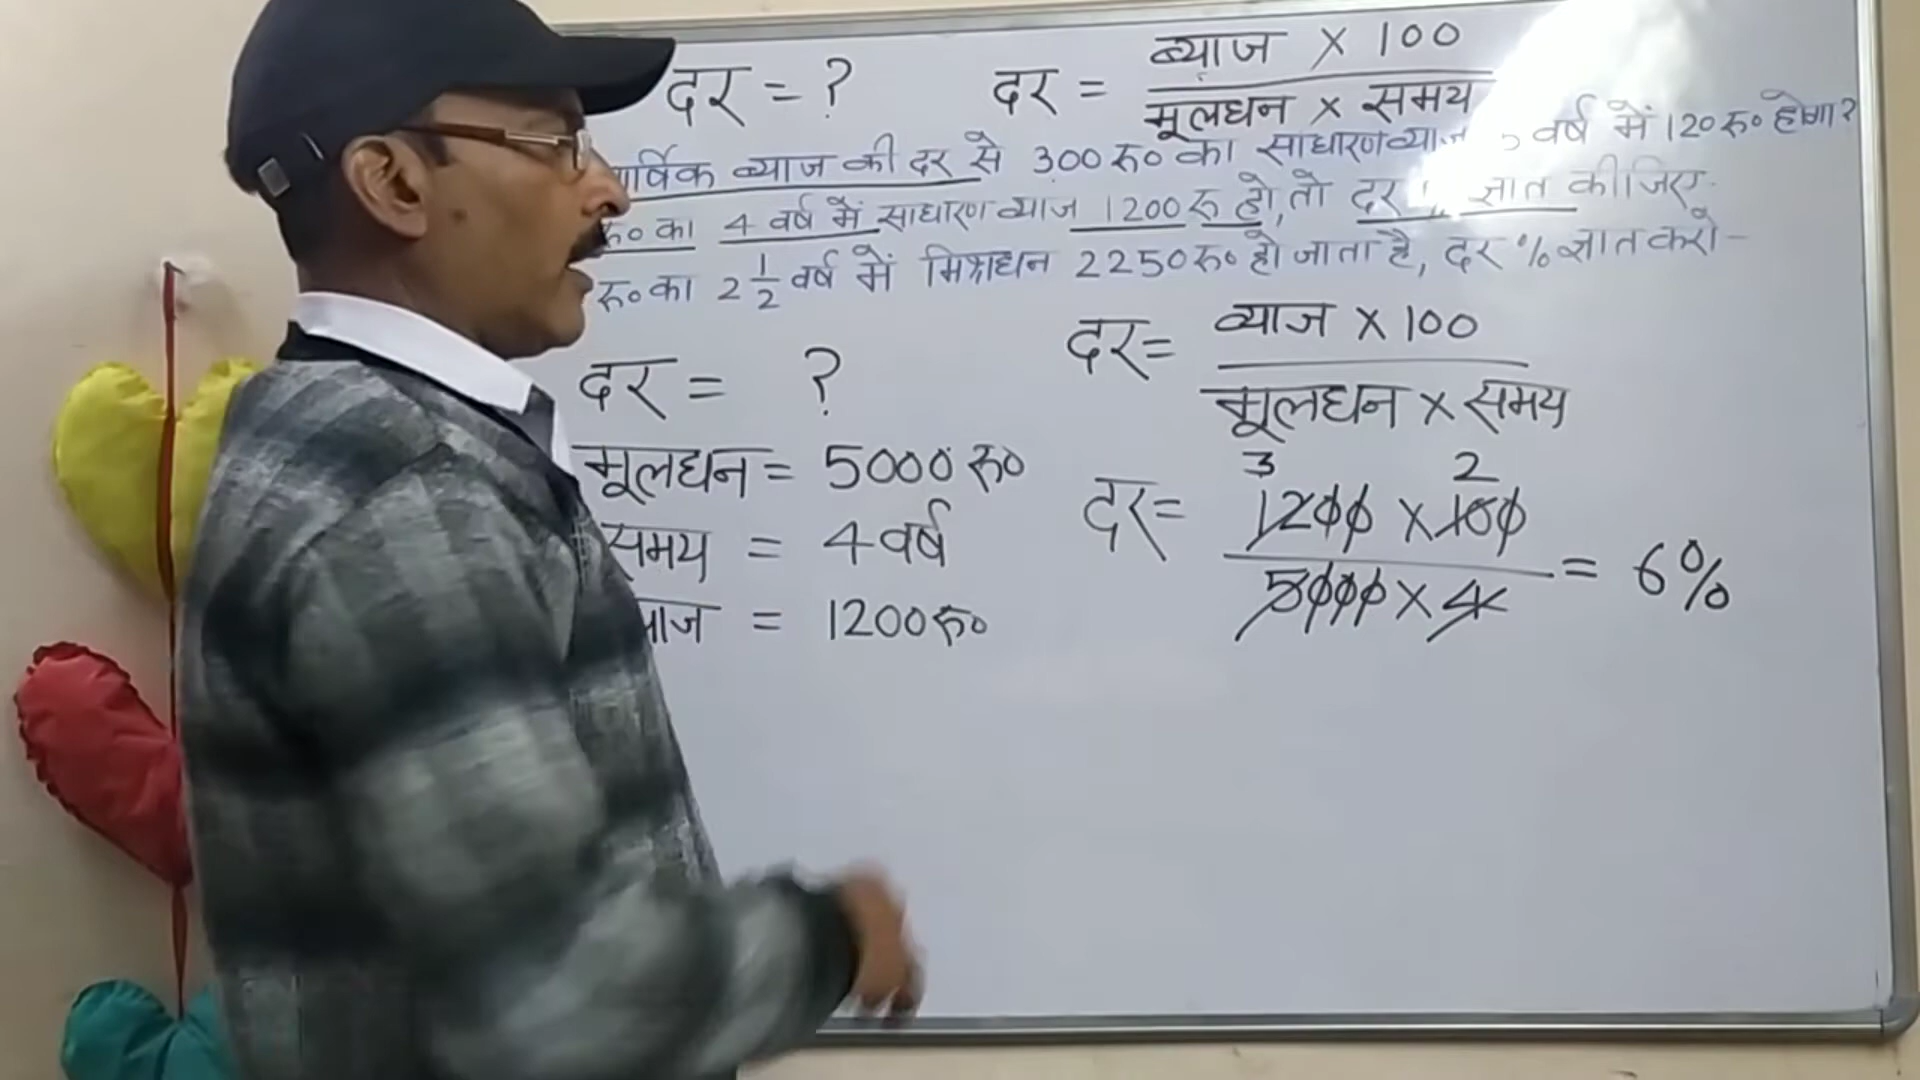 दर = ? दर = ब्याज × 100
मूलधन × समय
वार्षिक ब्याज की दर से 300 रु० का साधारण ब्याज वर्ष में 120 रु० होगा?
रु० का 4 वर्ष में साधारण ब्याज 1200 रु हो, तो दर ज्ञात कीजिए.
रु० का 2 1/2 वर्ष में मिश्रधन 2250 रु० हो जाता है, दर % ज्ञात करो –
दर = ? दर = ब्याज × 100
मूलधन × समय
मूलधन = 5000 रु०
3 2
दर = 1200 × 100
समय = 4 वर्ष
5000 × 4 = 6%
= 1200 रु०